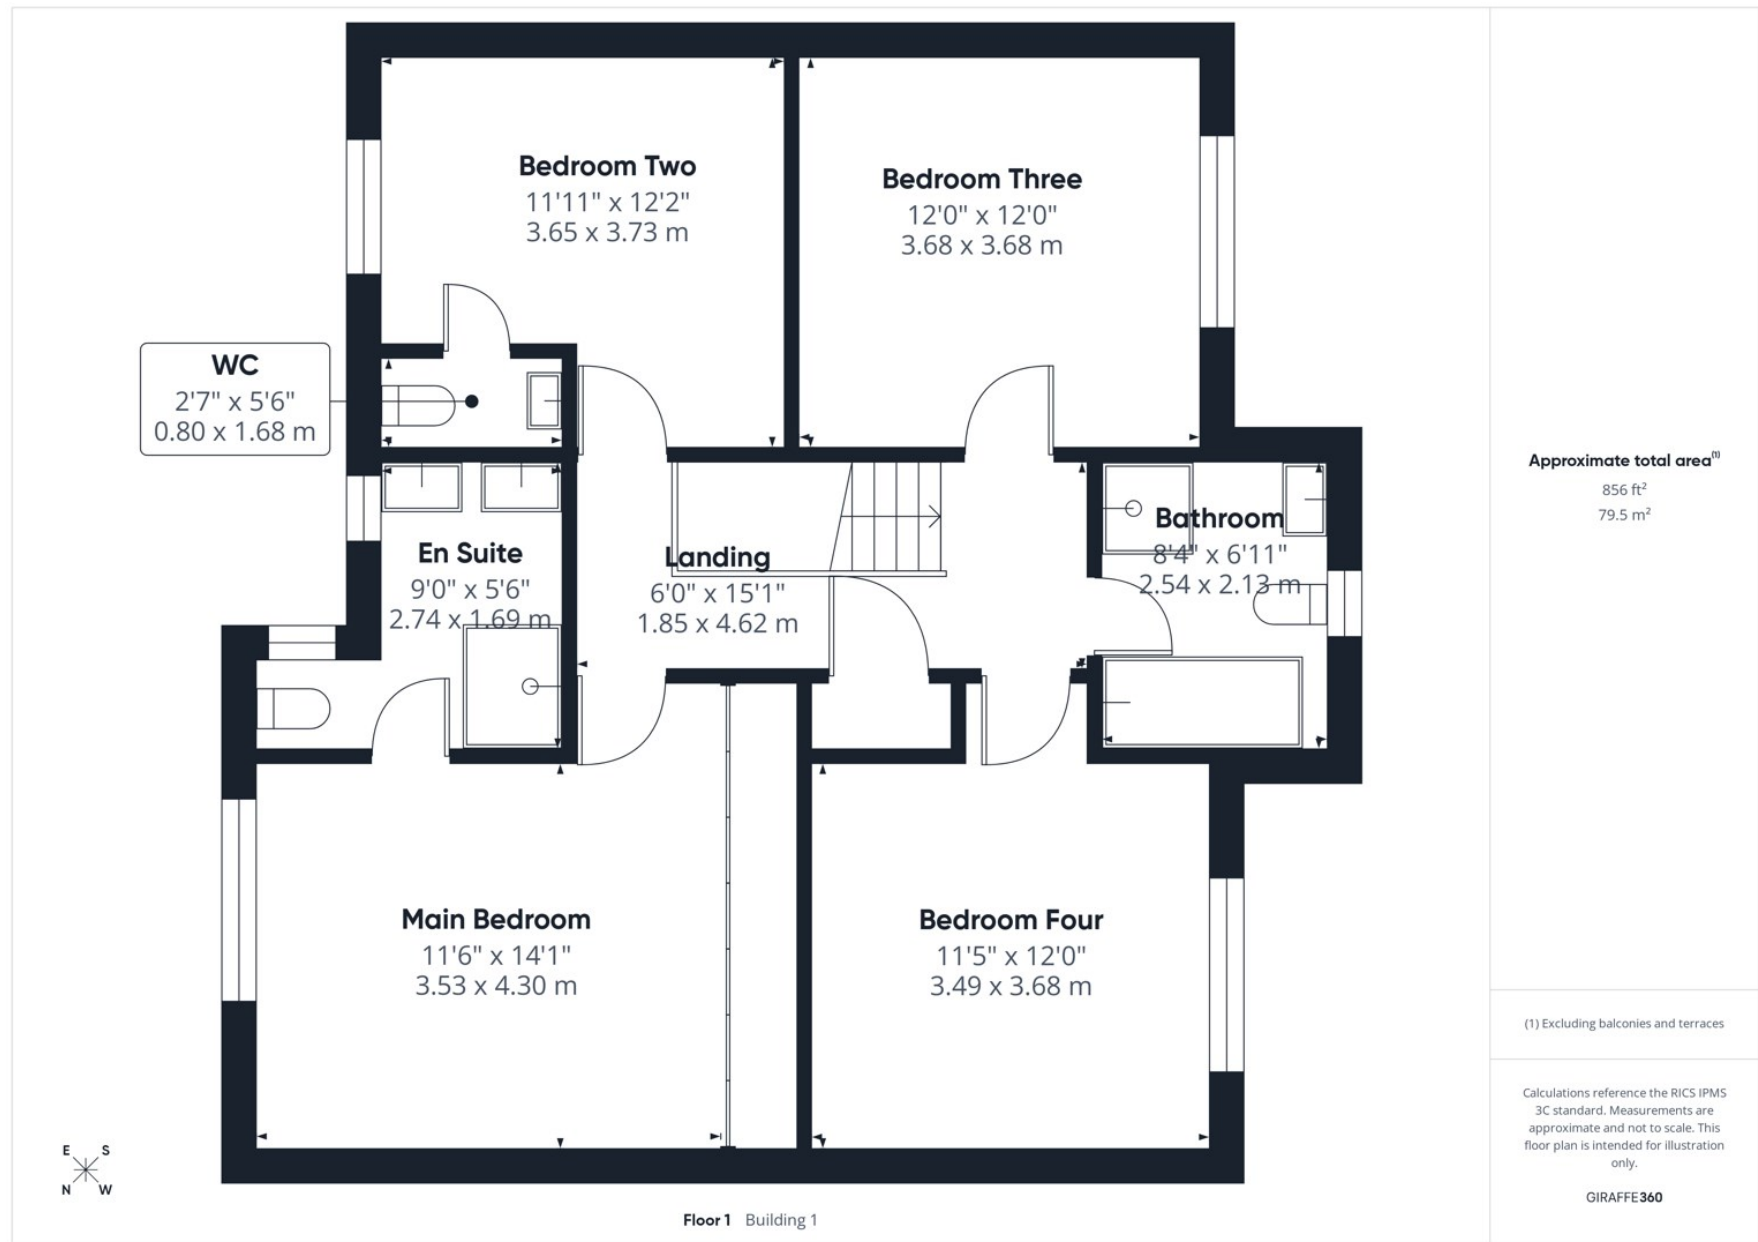 Bedroom Two
11'11" x 12'2"
3.65 x 3.73 m
Bedroom Three
12'0" x 12'0"
3.68 x 3.68 m
WC
2'7" x 5'6"
0.80 x 1.68 m
En Suite
9'0" x 5'6"
2.74 x 1.69 m
Landing
6'0" x 15'1"
1.85 x 4.62 m
Bathroom
8'4" x 6'11"
2.54 x 2.13 m
Main Bedroom
11'6" x 14'1"
3.53 x 4.30 m
Bedroom Four
11'5" x 12'0"
3.49 x 3.68 m
E S
N W
Floor 1 Building 1
Approximate total area(1)
856 ft²
79.5 m²
(1) Excluding balconies and terraces
Calculations reference the RICS IPMS
3C standard. Measurements are
approximate and not to scale. This
floor plan is intended for illustration
only.
GIRAFFE360